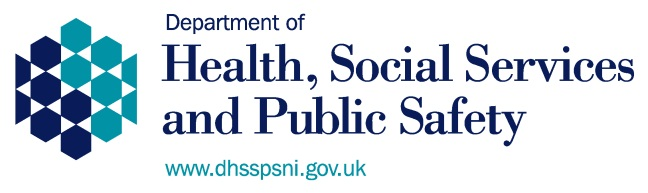 Department of
Health, Social Services
and Public Safety
www.dhsspsni.gov.uk